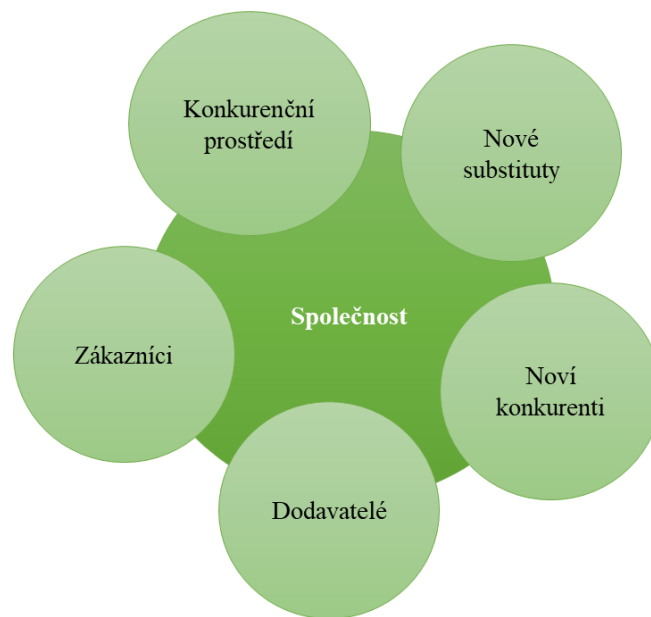 Konkurenční
prostředí
Nové
substituty
Společnost
Zákazníci
Noví
konkurenti
Dodavatelé